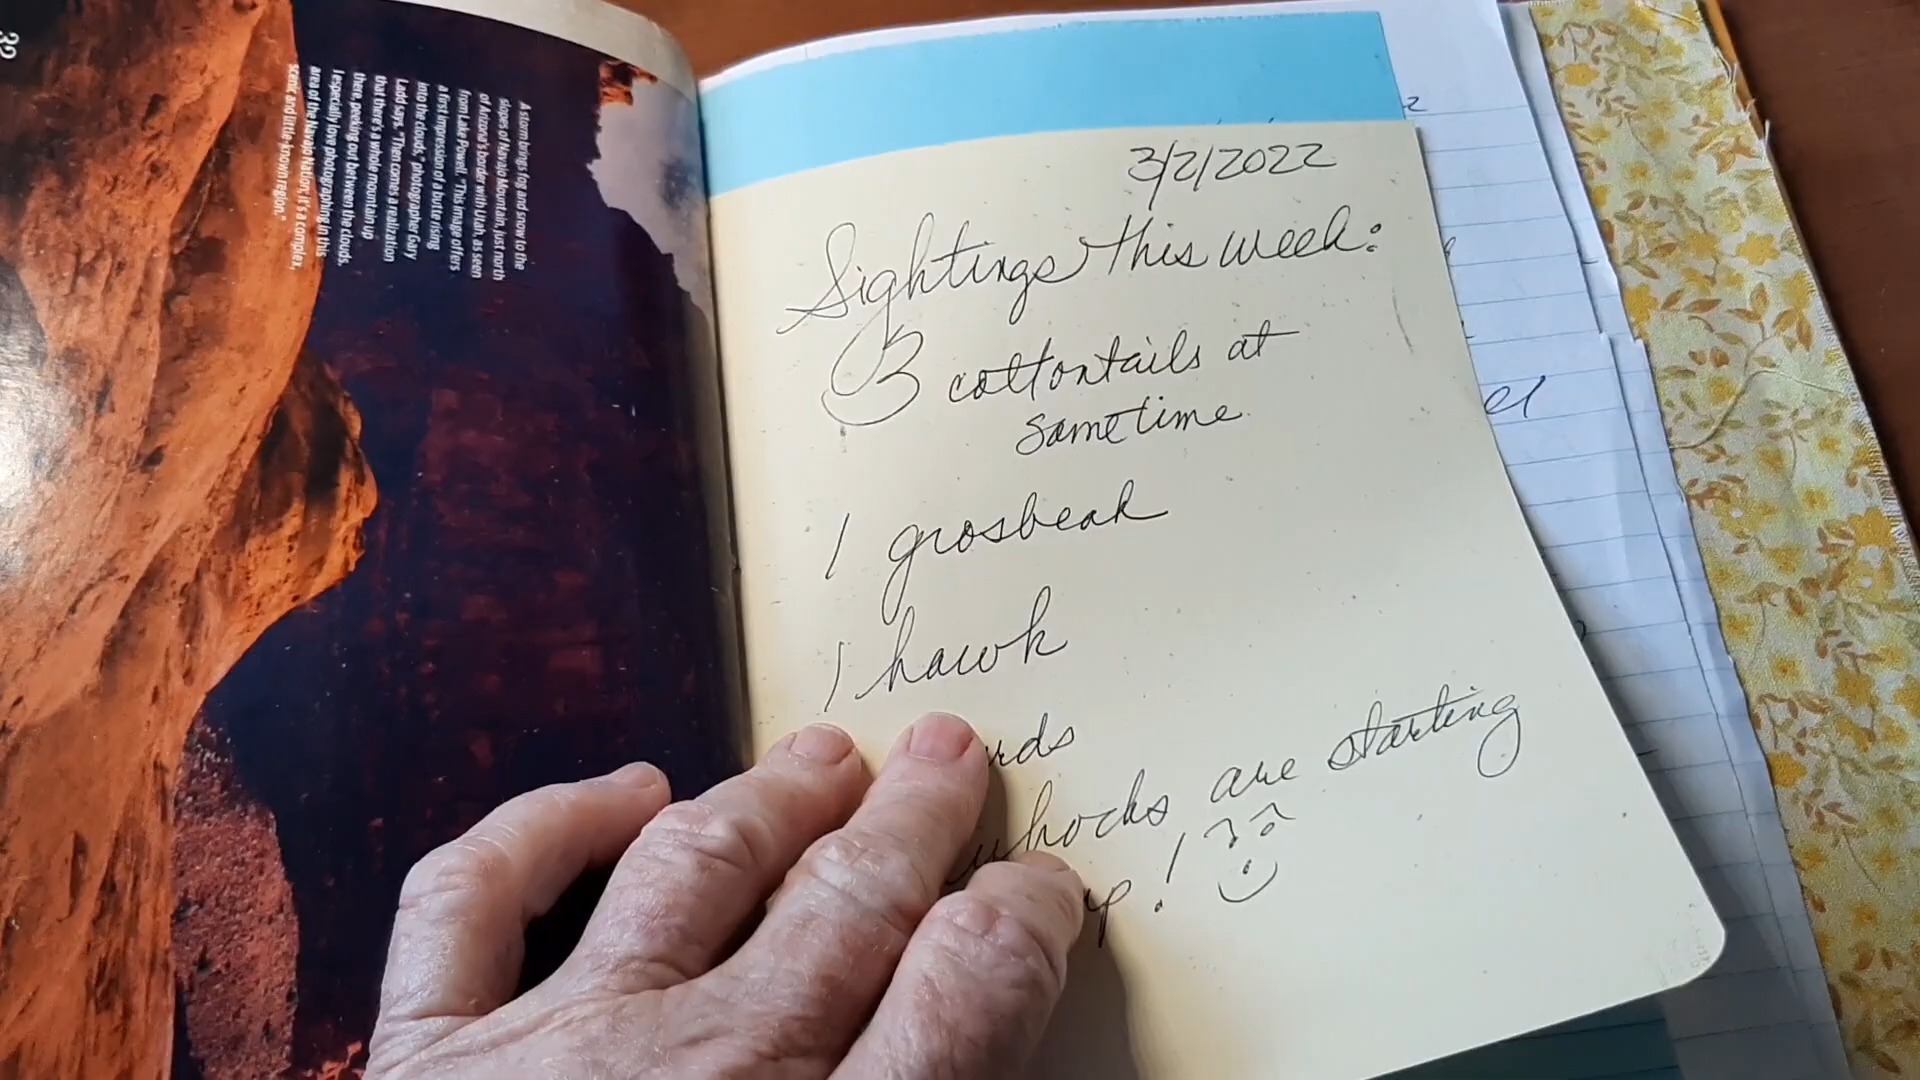 32
A storm brings fog and snow to the
slopes of Navajo Mountain, just north
of Arizona's border with Utah, as seen
from Lake Powell. "This image offers
a first impression of a butte rising
into the clouds," photographer Gary
Ladd says. "Then comes a realization
that there's a whole mountain up
there, peeking out between the clouds.
I especially love photographing in this
area of the Navajo Nation; it's a complex,
scenic and little-known region."
3/2/2022
Sightings this week:
3 cottontails at
sametime
1 grosbeak
1 hawk
are starting
up!